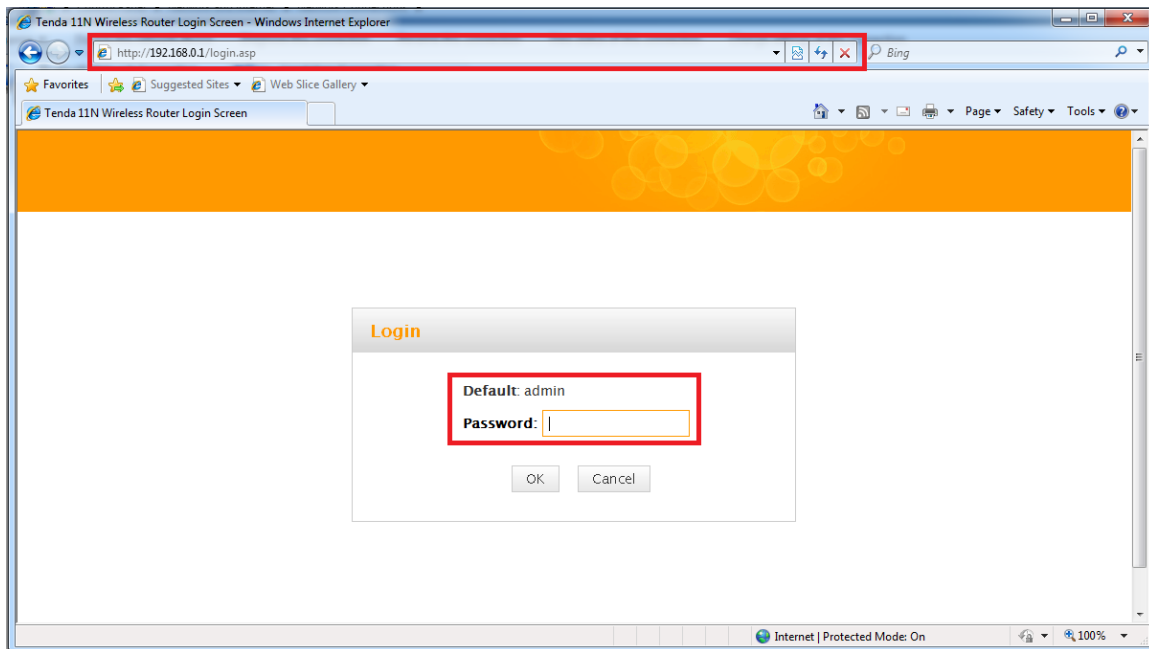 Tenda 11N Wireless Router Login Screen - Windows Internet Explorer
http://192.168.0.1/login.asp
Bing
Favorites
Suggested Sites
Web Slice Gallery
Tenda 11N Wireless Router Login Screen
Page
Safety
Tools
Login
Default: admin
Password:
OK
Cancel
Internet | Protected Mode: On
100%